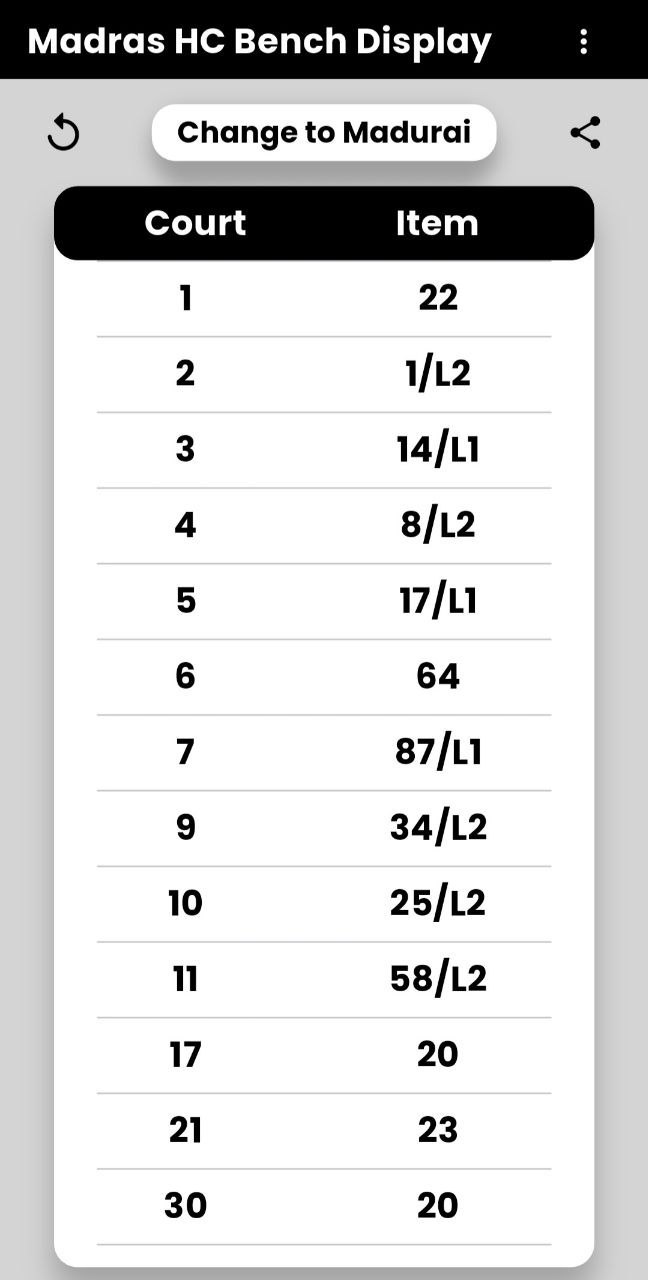 Madras HC Bench Display
Change to Madurai
Court Item
1 22
2 1/L2
3 14/L1
4 8/L2
5 17/L1
6 64
7 87/L1
9 34/L2
10 25/L2
11 58/L2
17 20
21 23
30 20